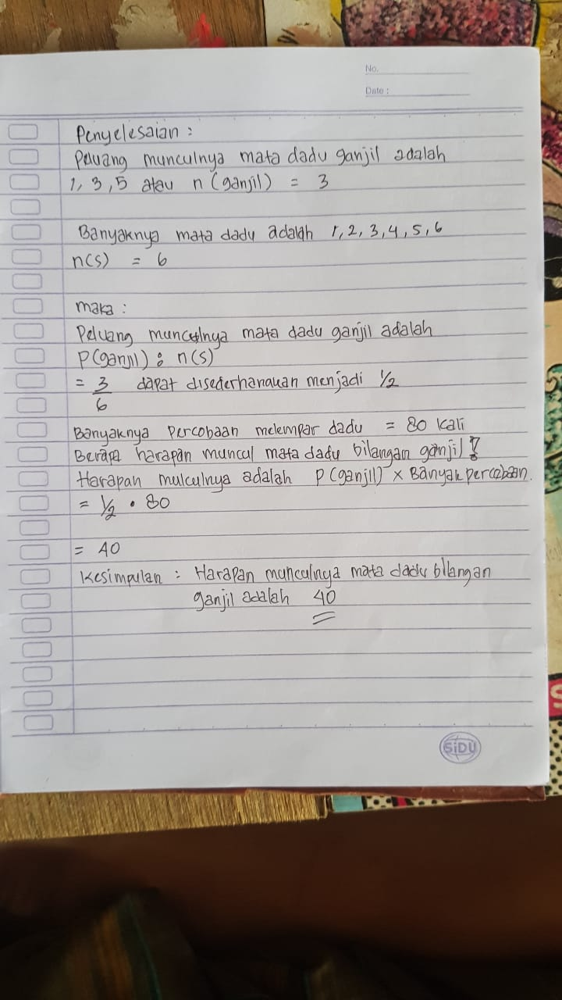 No.
Date :
Penyelesaian :
Peluang munculnya mata dadu ganjil adalah
1, 3, 5 atau n (ganjil) = 3
Banyaknya mata dadu adalah 1, 2, 3, 4, 5, 6
n(s) = 6
maka :
Peluang munculnya mata dadu ganjil adalah
P(ganjil) : n(s)
= 3/6 dapat disederhanakan menjadi 1/2
Banyaknya Percobaan melempar dadu = 80 kali
Berapa harapan muncul mata dadu bilangan ganjil ?
Harapan mulculnya adalah P (ganjil) x Banyak percobaan.
= 1/2 . 80
= 40
Kesimpulan : Harapan munculnya mata dadu bilangan
ganjil adalah 40
SiDU